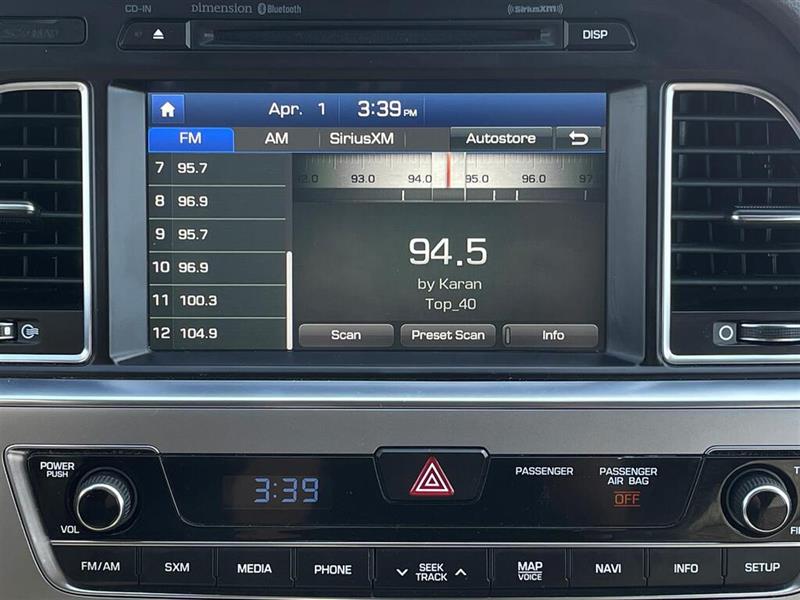 CD-IN dimension Bluetooth ((SiriusXM))
DISP
Apr. 1 3:39 PM
FM AM SiriusXM Autostore
7 95.7
8 96.9
9 95.7
10 96.9
11 100.3
12 104.9
2.0 93.0 94.0 95.0 96.0 97.
94.5
by Karan
Top_40
Scan Preset Scan Info
POWER
PUSH
VOL
3:39
PASSENGER
PASSENGER
AIR BAG
OFF
FM/AM SXM MEDIA PHONE SEEK
TRACK MAP
VOICE NAVI INFO SETUP